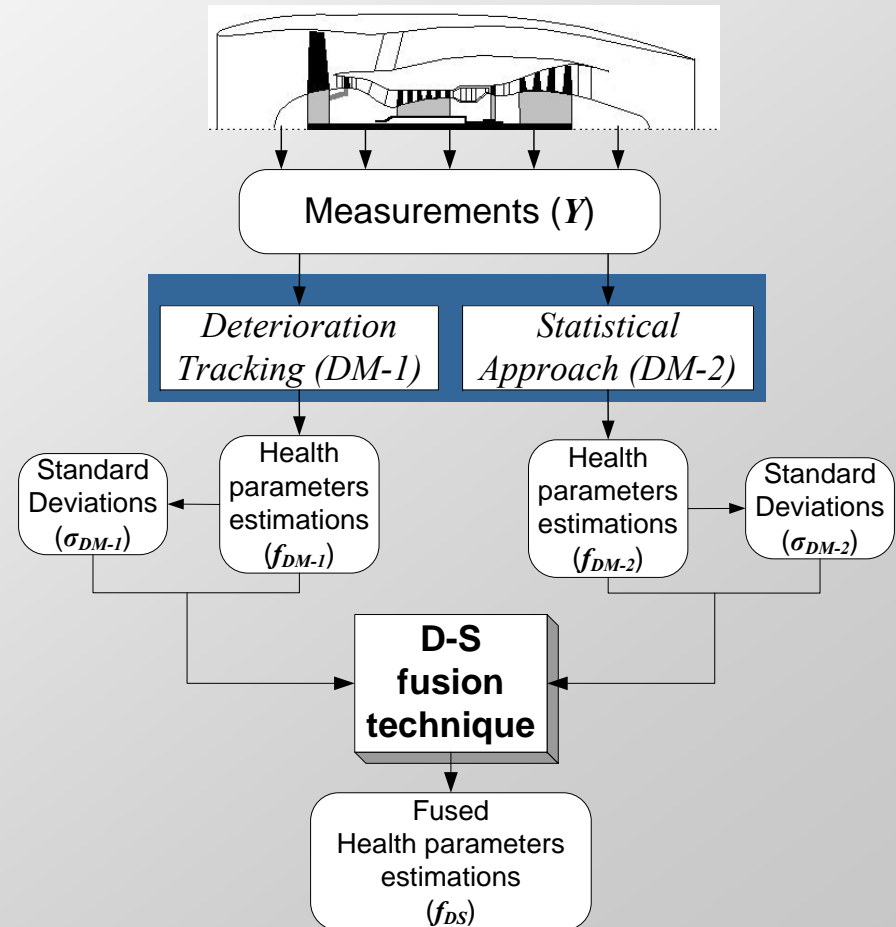 Measurements (Y)
Deterioration
Tracking (DM-1)
Statistical
Approach (DM-2)
Standard
Deviations
(σDM-1)
Health
parameters
estimations
(fDM-1)
Health
parameters
estimations
(fDM-2)
Standard
Deviations
(σDM-2)
D-S
fusion
technique
Fused
Health parameters
estimations
(fDS)